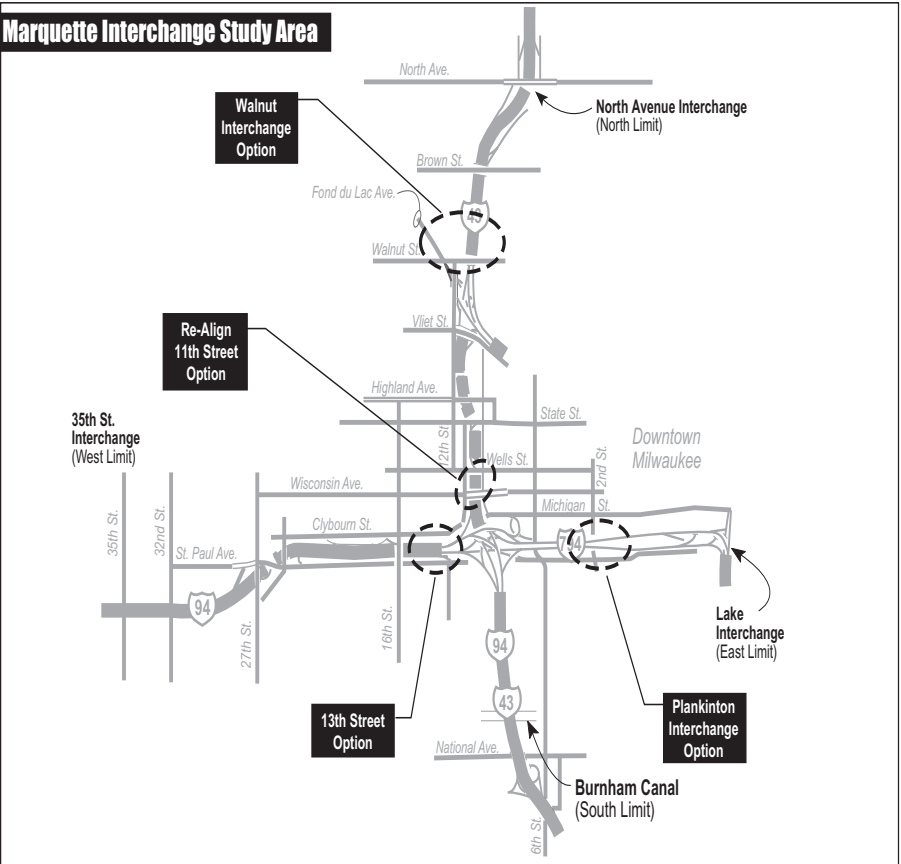 Marquette Interchange Study Area
North Ave.
North Avenue Interchange
(North Limit)
Walnut
Interchange
Option
Brown St.
Fond du Lac Ave.
43
Walnut St.
Vliet St.
Re-Align
11th Street
Option
Highland Ave.
State St.
35th St.
Interchange
(West Limit)
12th St.
Downtown
Milwaukee
Wells St.
2nd St.
Wisconsin Ave.
Michigan St.
Clybourn St.
35th St.
32nd St.
St. Paul Ave.
794
94
27th St.
16th St.
94
Lake
Interchange
(East Limit)
43
13th Street
Option
Plankinton
Interchange
Option
National Ave.
Burnham Canal
(South Limit)
6th St.